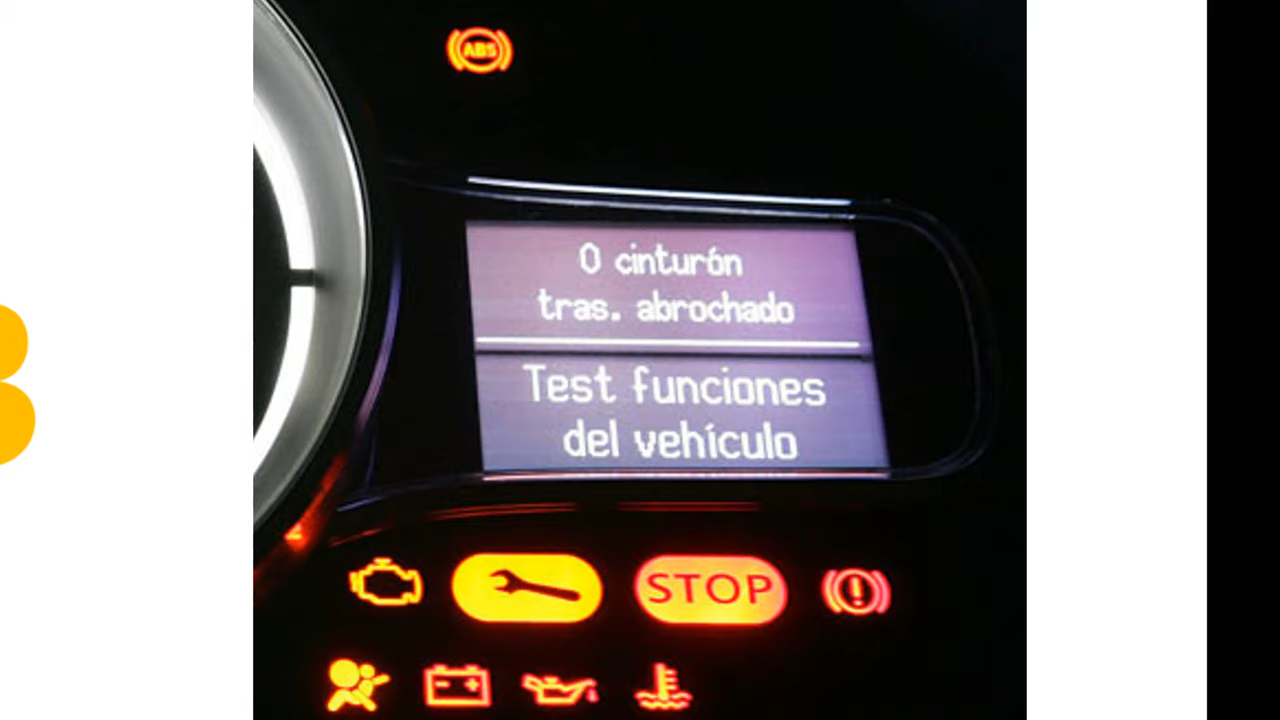 ABS
0 cinturón
tras. abrochado
Test funciones
del vehículo
STOP